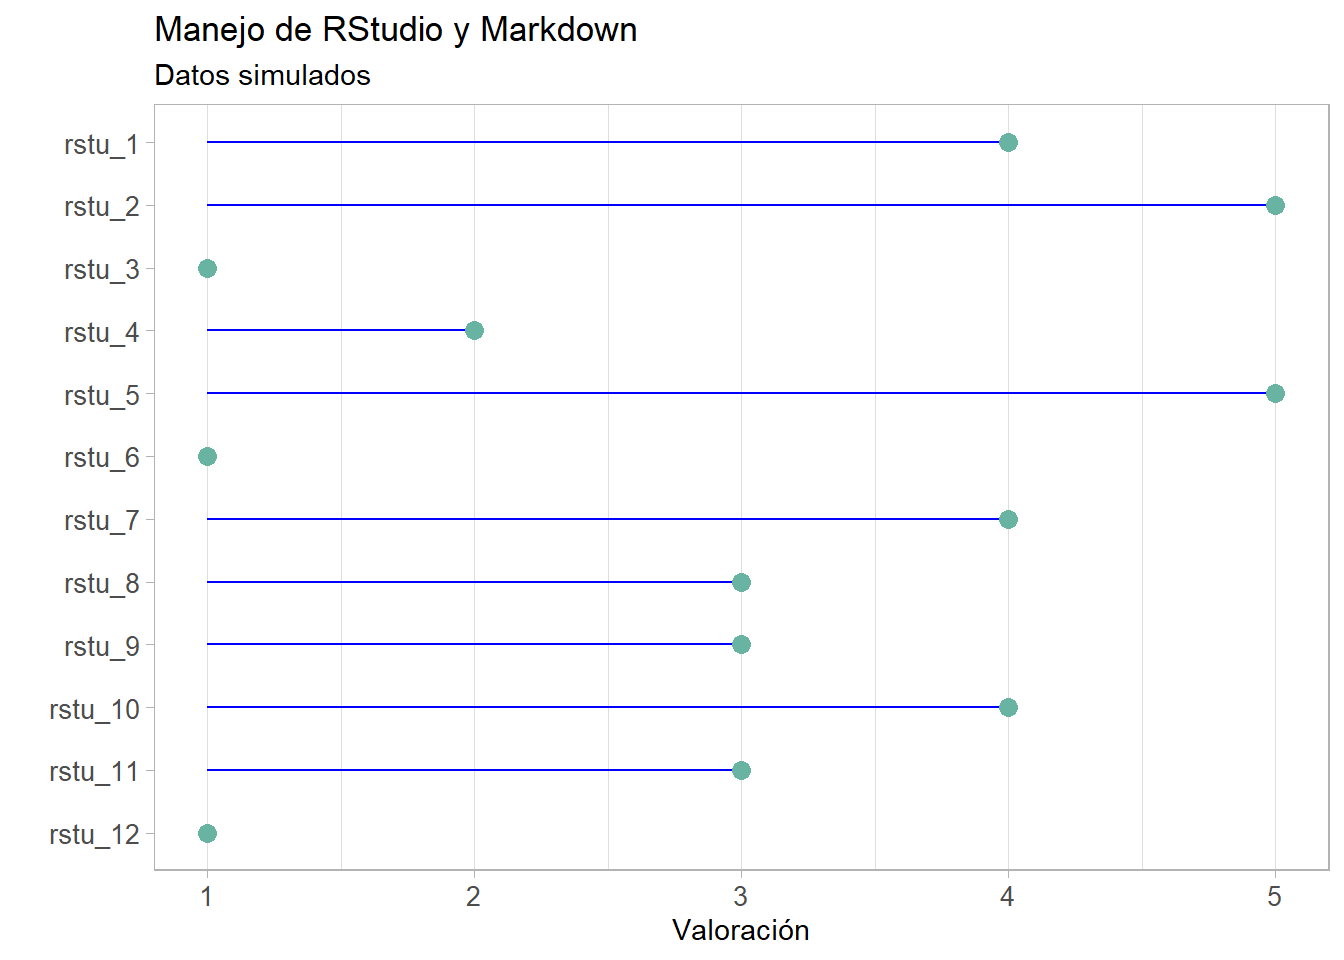 Manejo de RStudio y Markdown
Datos simulados
rstu_1
rstu_2
rstu_3
rstu_4
rstu_5
rstu_6
rstu_7
rstu_8
rstu_9
rstu_10
rstu_11
rstu_12
1 2 3 4 5
Valoración